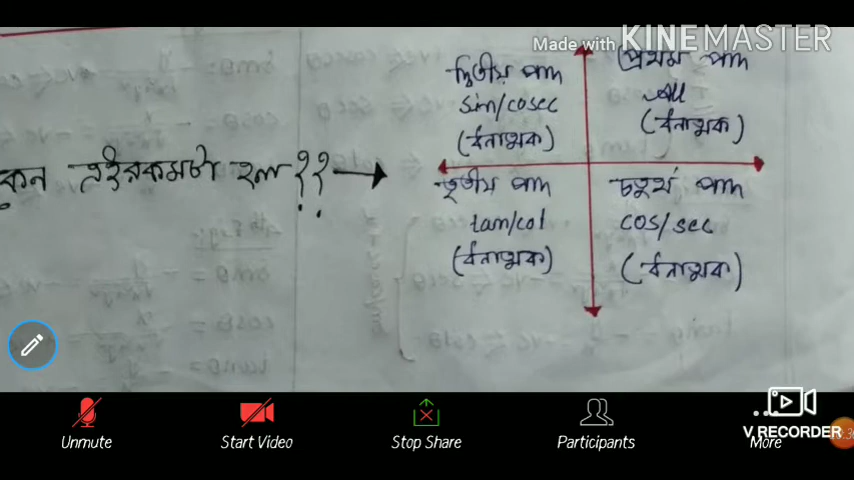 Made with KINEMASTER
দ্বিতীয় পাদ
sin/cosec
(ধনাত্মক)
প্রথম পাদ
All
(ধনাত্মক)
কেন এইরকমটা হল ??
তৃতীয় পাদ
tan/cot
(ধনাত্মক)
চতুর্থ পাদ
cos/sec
(ধনাত্মক)
Unmute
Start Video
Stop Share
Participants
More
V.RECORDER